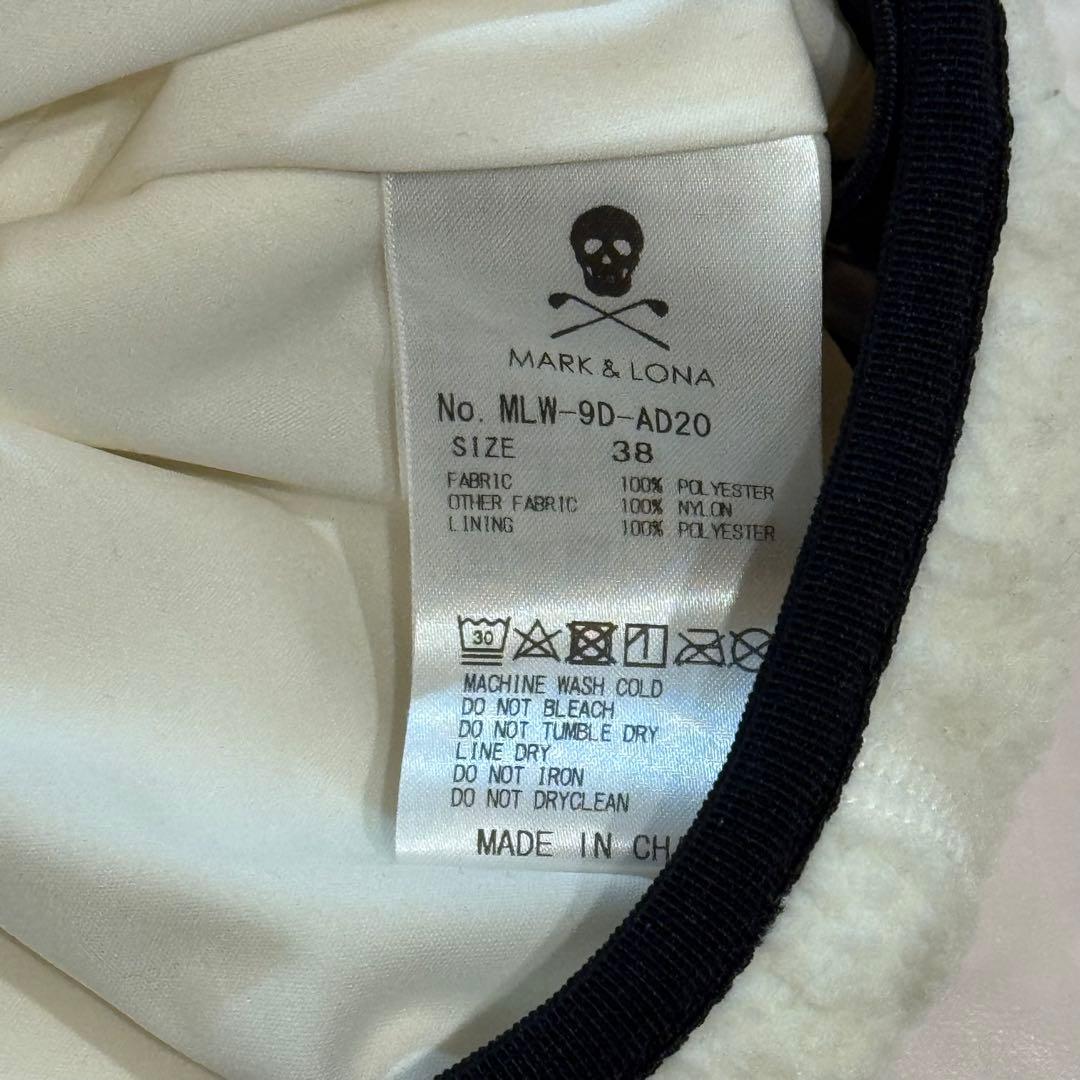 MARK & LONA
No. MLW-9D-AD20
SIZE 38
FABRIC 100% POLYESTER
OTHER FABRIC 100% NYLON
LINING 100% POLYESTER
30
MACHINE WASH COLD
DO NOT BLEACH
DO NOT TUMBLE DRY
LINE DRY
DO NOT IRON
DO NOT DRYCLEAN
MADE IN